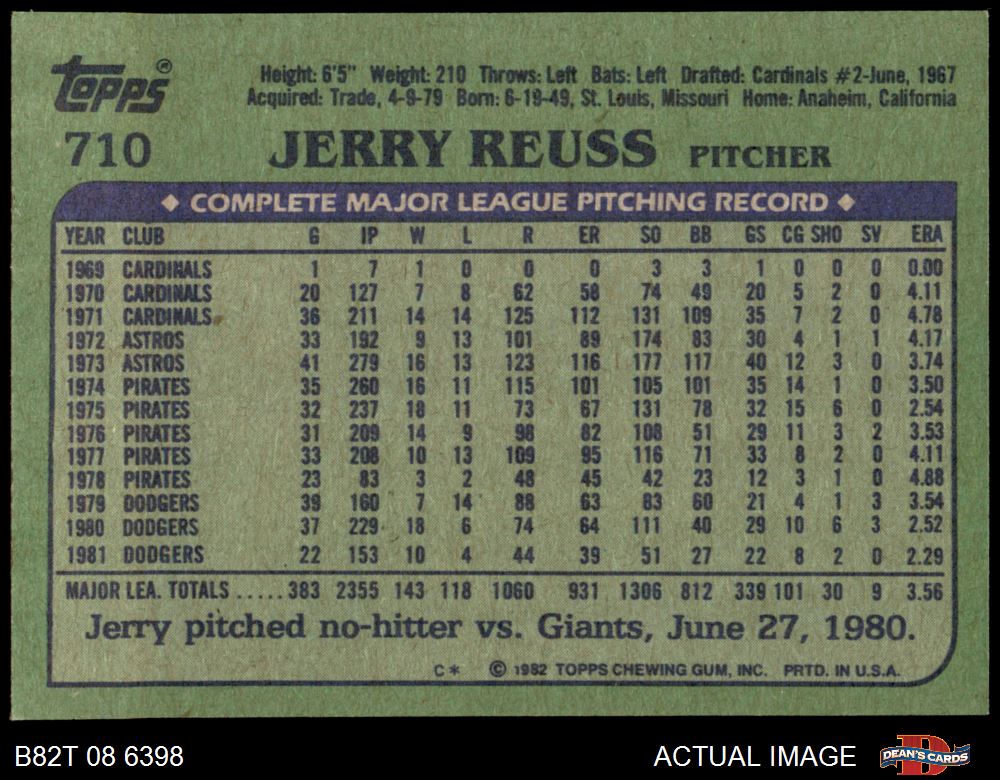 Topps®
Height: 6'5" Weight: 210 Throws: Left Bats: Left Drafted: Cardinals #2-June, 1967
Acquired: Trade, 4-9-79 Born: 6-19-49, St. Louis, Missouri Home: Anaheim, California
710 JERRY REUSS PITCHER
◆ COMPLETE MAJOR LEAGUE PITCHING RECORD ◆
YEAR CLUB G IP W L R ER SO BB GS CG SHO SV ERA
1969 CARDINALS 1 7 1 0 0 0 3 3 1 0 0 0 0.00
1970 CARDINALS 20 127 7 8 62 58 74 49 20 5 2 0 4.11
1971 CARDINALS 36 211 14 14 125 112 131 109 35 7 2 0 4.78
1972 ASTROS 33 192 9 13 101 89 174 83 30 4 1 1 4.17
1973 ASTROS 41 279 16 13 123 116 177 117 40 12 3 0 3.74
1974 PIRATES 35 260 16 11 115 101 105 101 35 14 1 0 3.50
1975 PIRATES 32 237 18 11 73 67 131 78 32 15 6 0 2.54
1976 PIRATES 31 209 14 9 98 82 108 51 29 11 3 2 3.53
1977 PIRATES 33 208 10 13 109 95 116 71 33 8 2 0 4.11
1978 PIRATES 23 83 3 2 48 45 42 23 12 3 1 0 4.88
1979 DODGERS 39 160 7 14 88 63 83 60 21 4 1 3 3.54
1980 DODGERS 37 229 18 6 74 64 111 40 29 10 6 3 2.52
1981 DODGERS 22 153 10 4 44 39 51 27 22 8 2 0 2.29
MAJOR LEA. TOTALS ..... 383 2355 143 118 1060 931 1306 812 339 101 30 9 3.56
Jerry pitched no-hitter vs. Giants, June 27, 1980.
C* © 1982 TOPPS CHEWING GUM, INC. PRTD. IN U.S.A.
B82T 08 6398 ACTUAL IMAGE DEAN'S CARDS